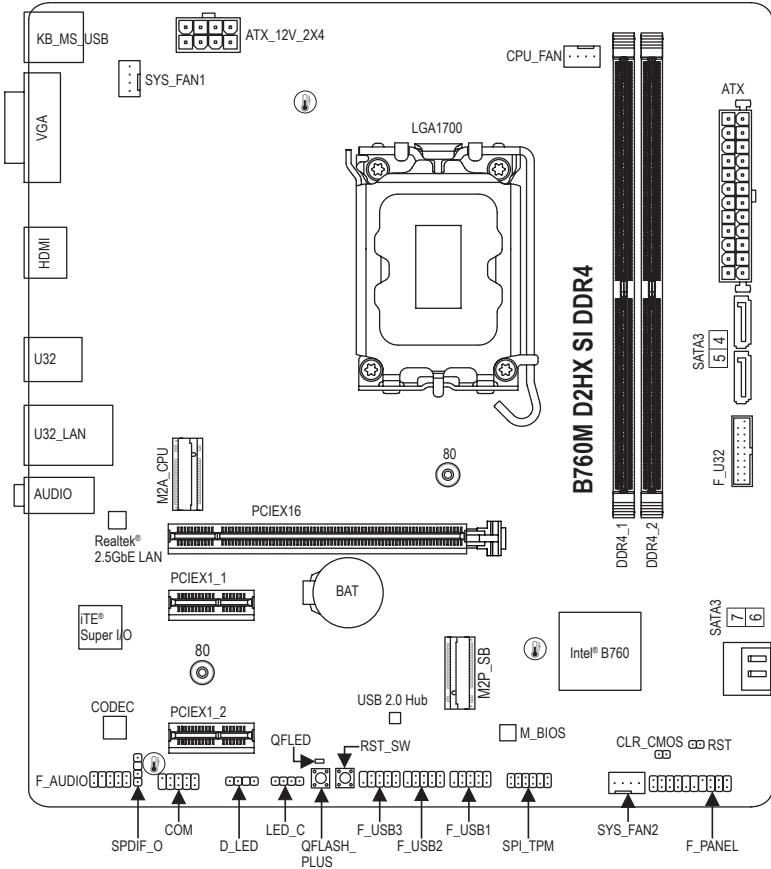 KB_MS_USB
ATX_12V_2X4
CPU_FAN
SYS_FAN1
ATX
VGA
LGA1700
HDMI
B760M D2HX SI DDR4
U32
SATA3
5 4
U32_LAN
M2A_CPU
80
F_U32
AUDIO
PCIEX16
DDR4_1
DDR4_2
Realtek®
2.5GbE LAN
PCIEX1_1
BAT
iTE®
Super I/O
SATA3
7 6
80
Intel® B760
M2P_SB
CODEC
PCIEX1_2
USB 2.0 Hub
M_BIOS
QFLED
RST_SW
CLR_CMOS
RST
F_AUDIO
SPDIF_O
COM
D_LED
LED_C
QFLASH_
PLUS
F_USB3
F_USB2
F_USB1
SPI_TPM
SYS_FAN2
F_PANEL